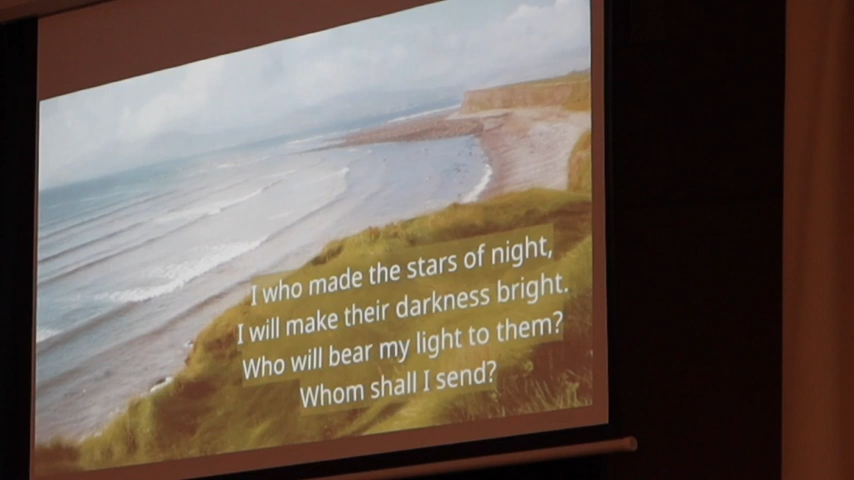 I who made the stars of night,
I will make their darkness bright.
Who will bear my light to them?
Whom shall I send?